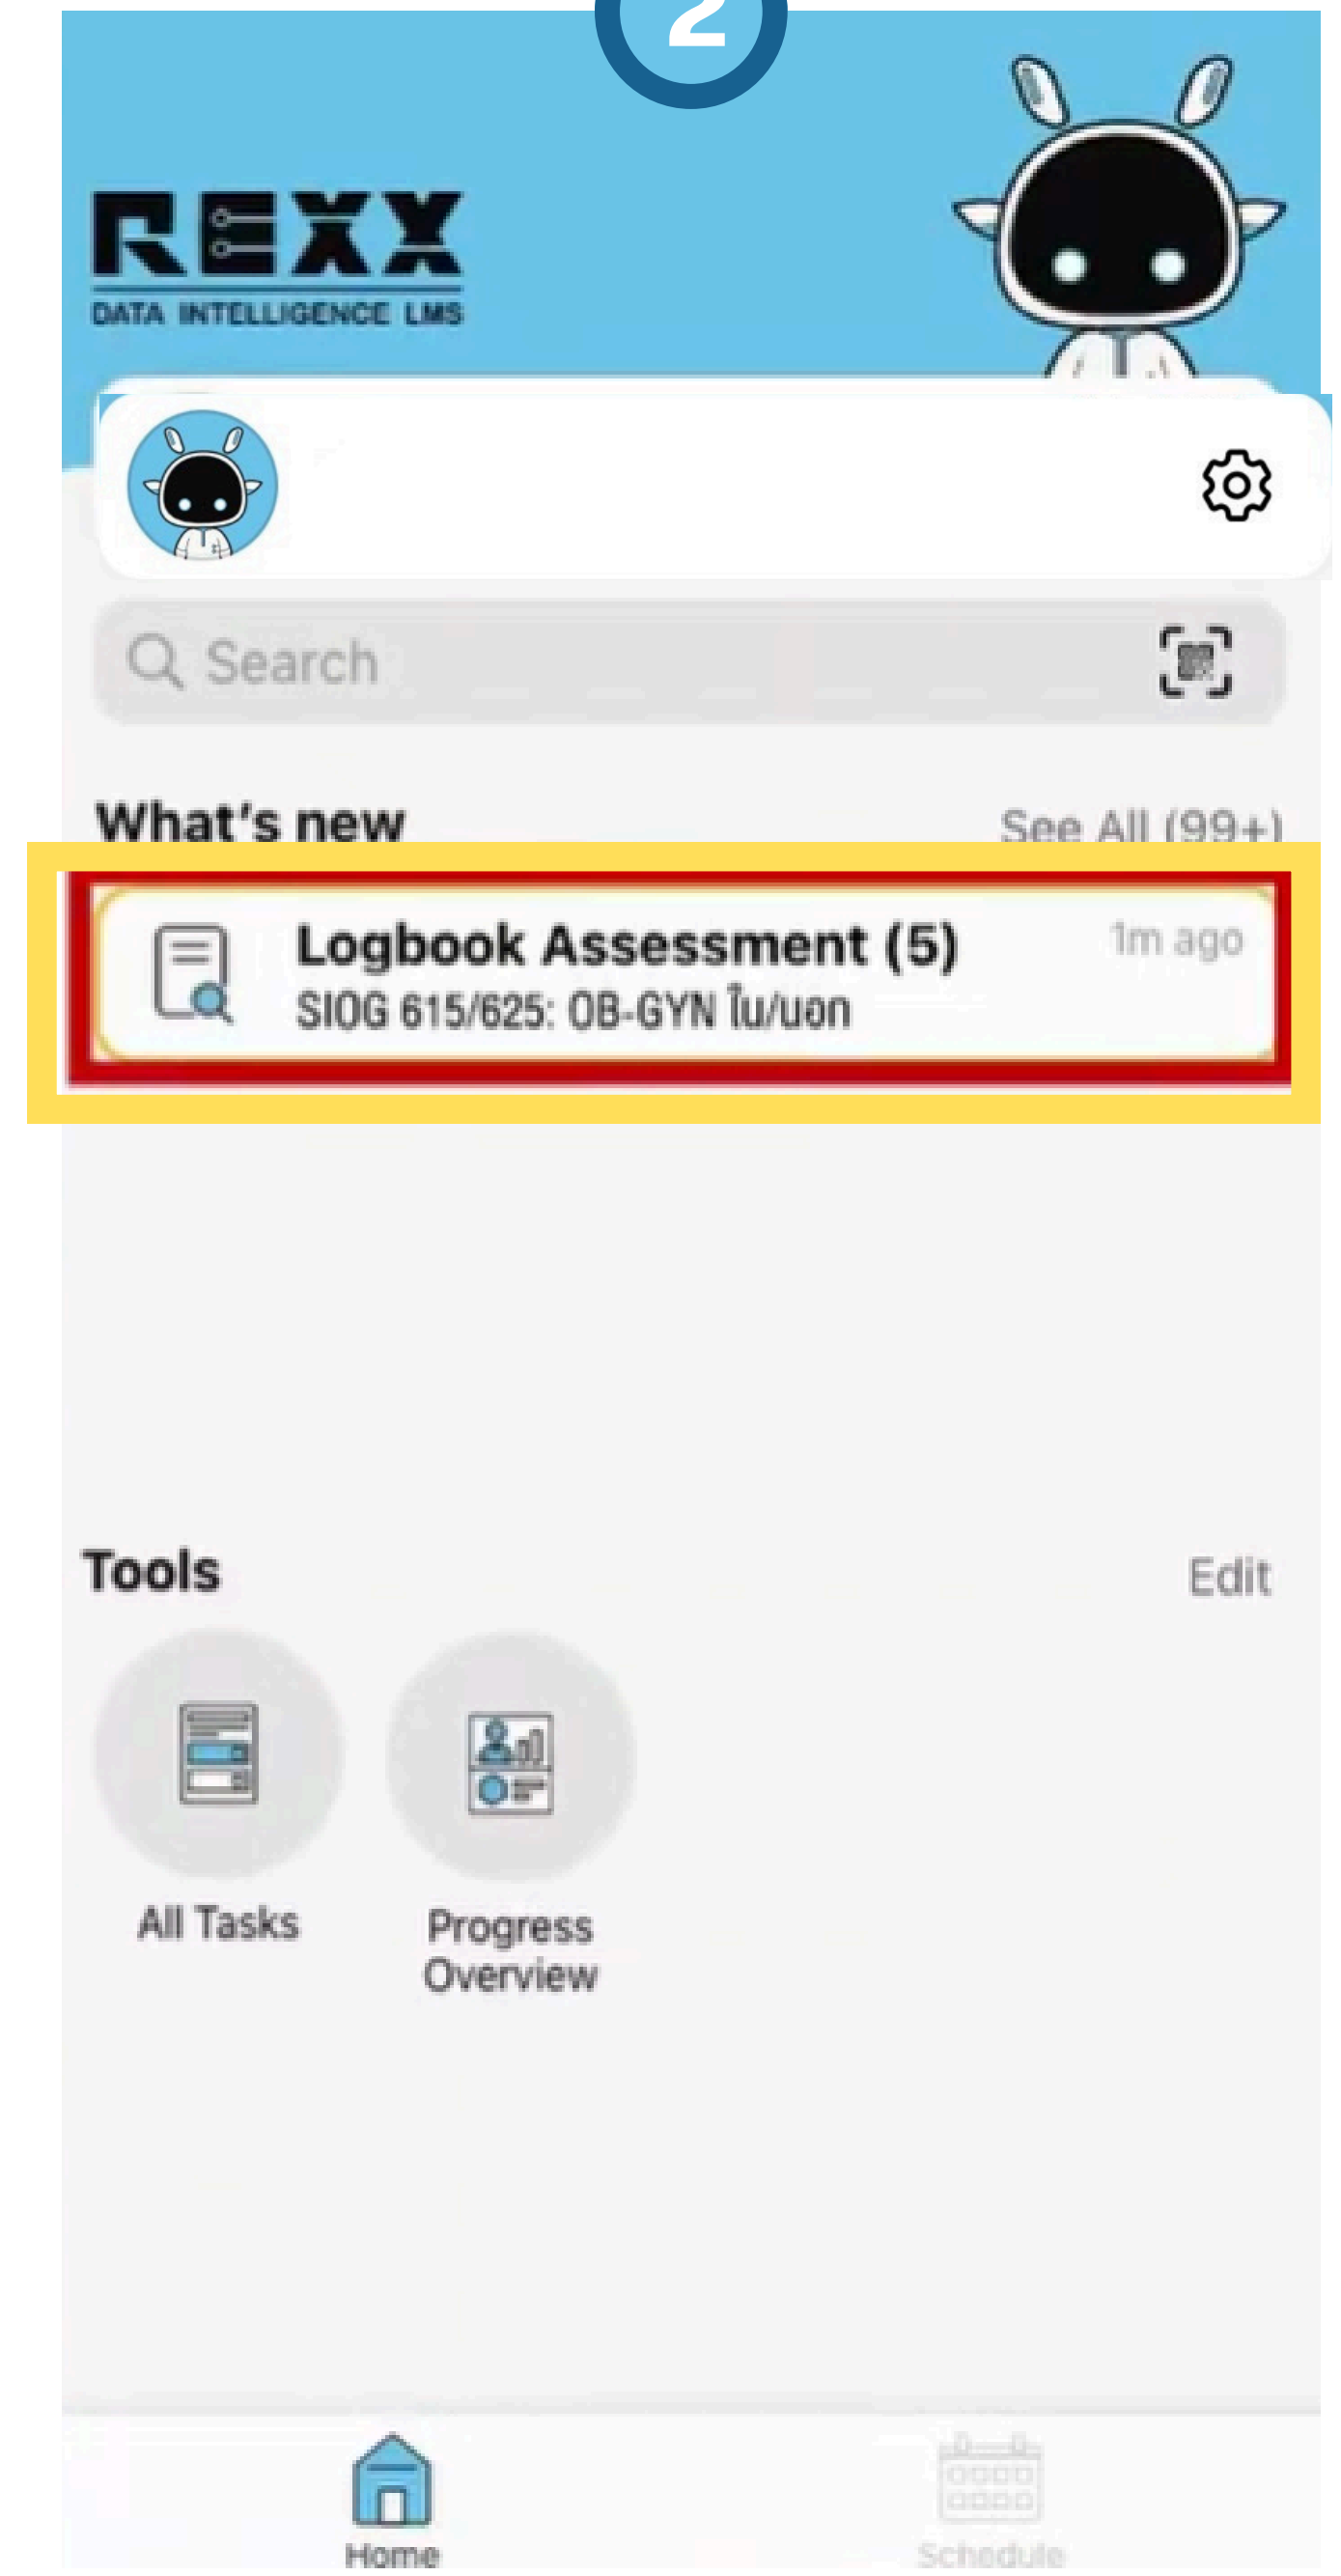 2
REXX
DATA INTELLIGENCE LMS
Search
What's new
See All (99+)
Logbook Assessment (5)
1m ago
SIOG 615/625: OB-GYN ใน/นอก
Tools
Edit
All Tasks
Progress
Overview
Home
Schedule